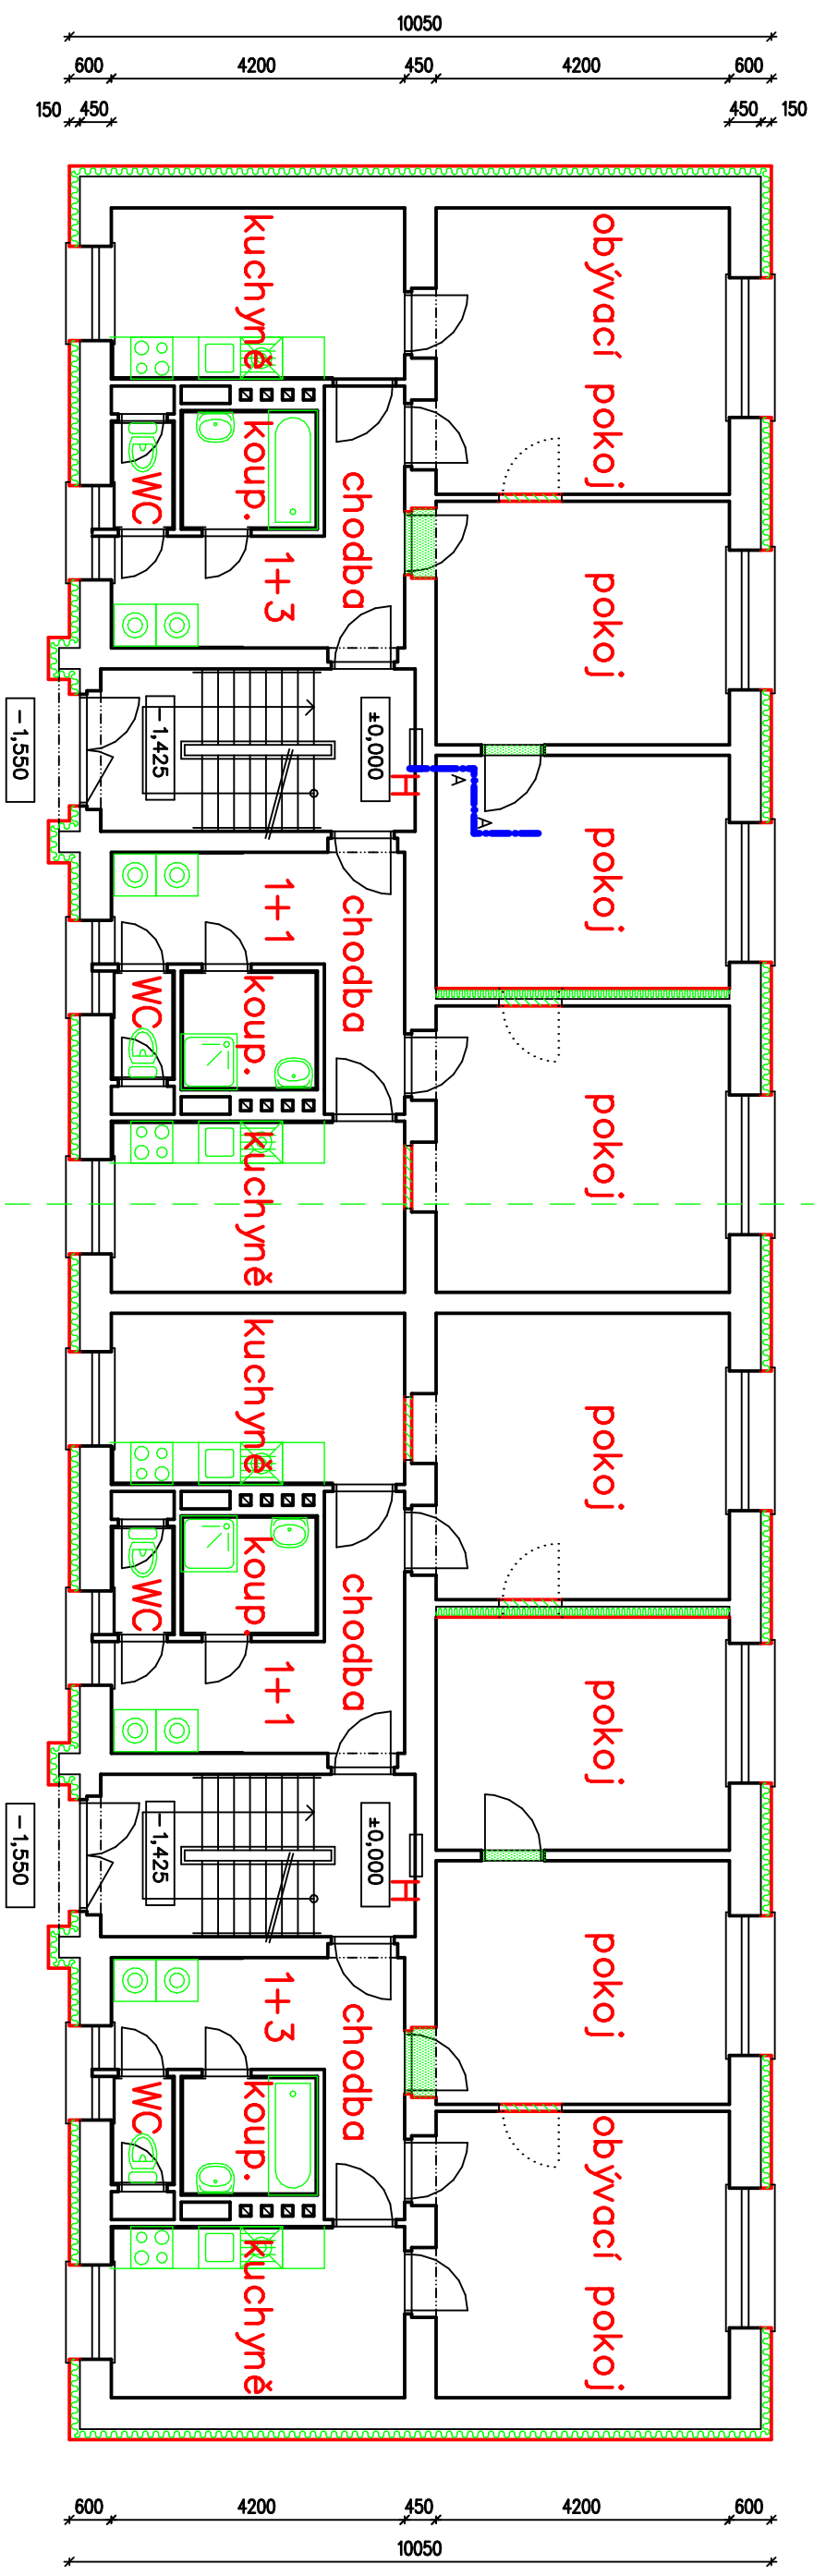 10050
600 4200 450 4200 600
150 450 450 150
kuchyně
obývací pokoj
WC
koup.
chodba
1+3
pokoj
-1,550
-1,425
±0,000
H
A
A
pokoj
1+1
chodba
WC
koup.
pokoj
kuchyně
kuchyně
pokoj
WC
koup.
chodba
1+1
pokoj
-1,550
-1,425
±0,000
H
pokoj
1+3
chodba
WC
koup.
obývací pokoj
kuchyně
600 4200 450 4200 600
10050